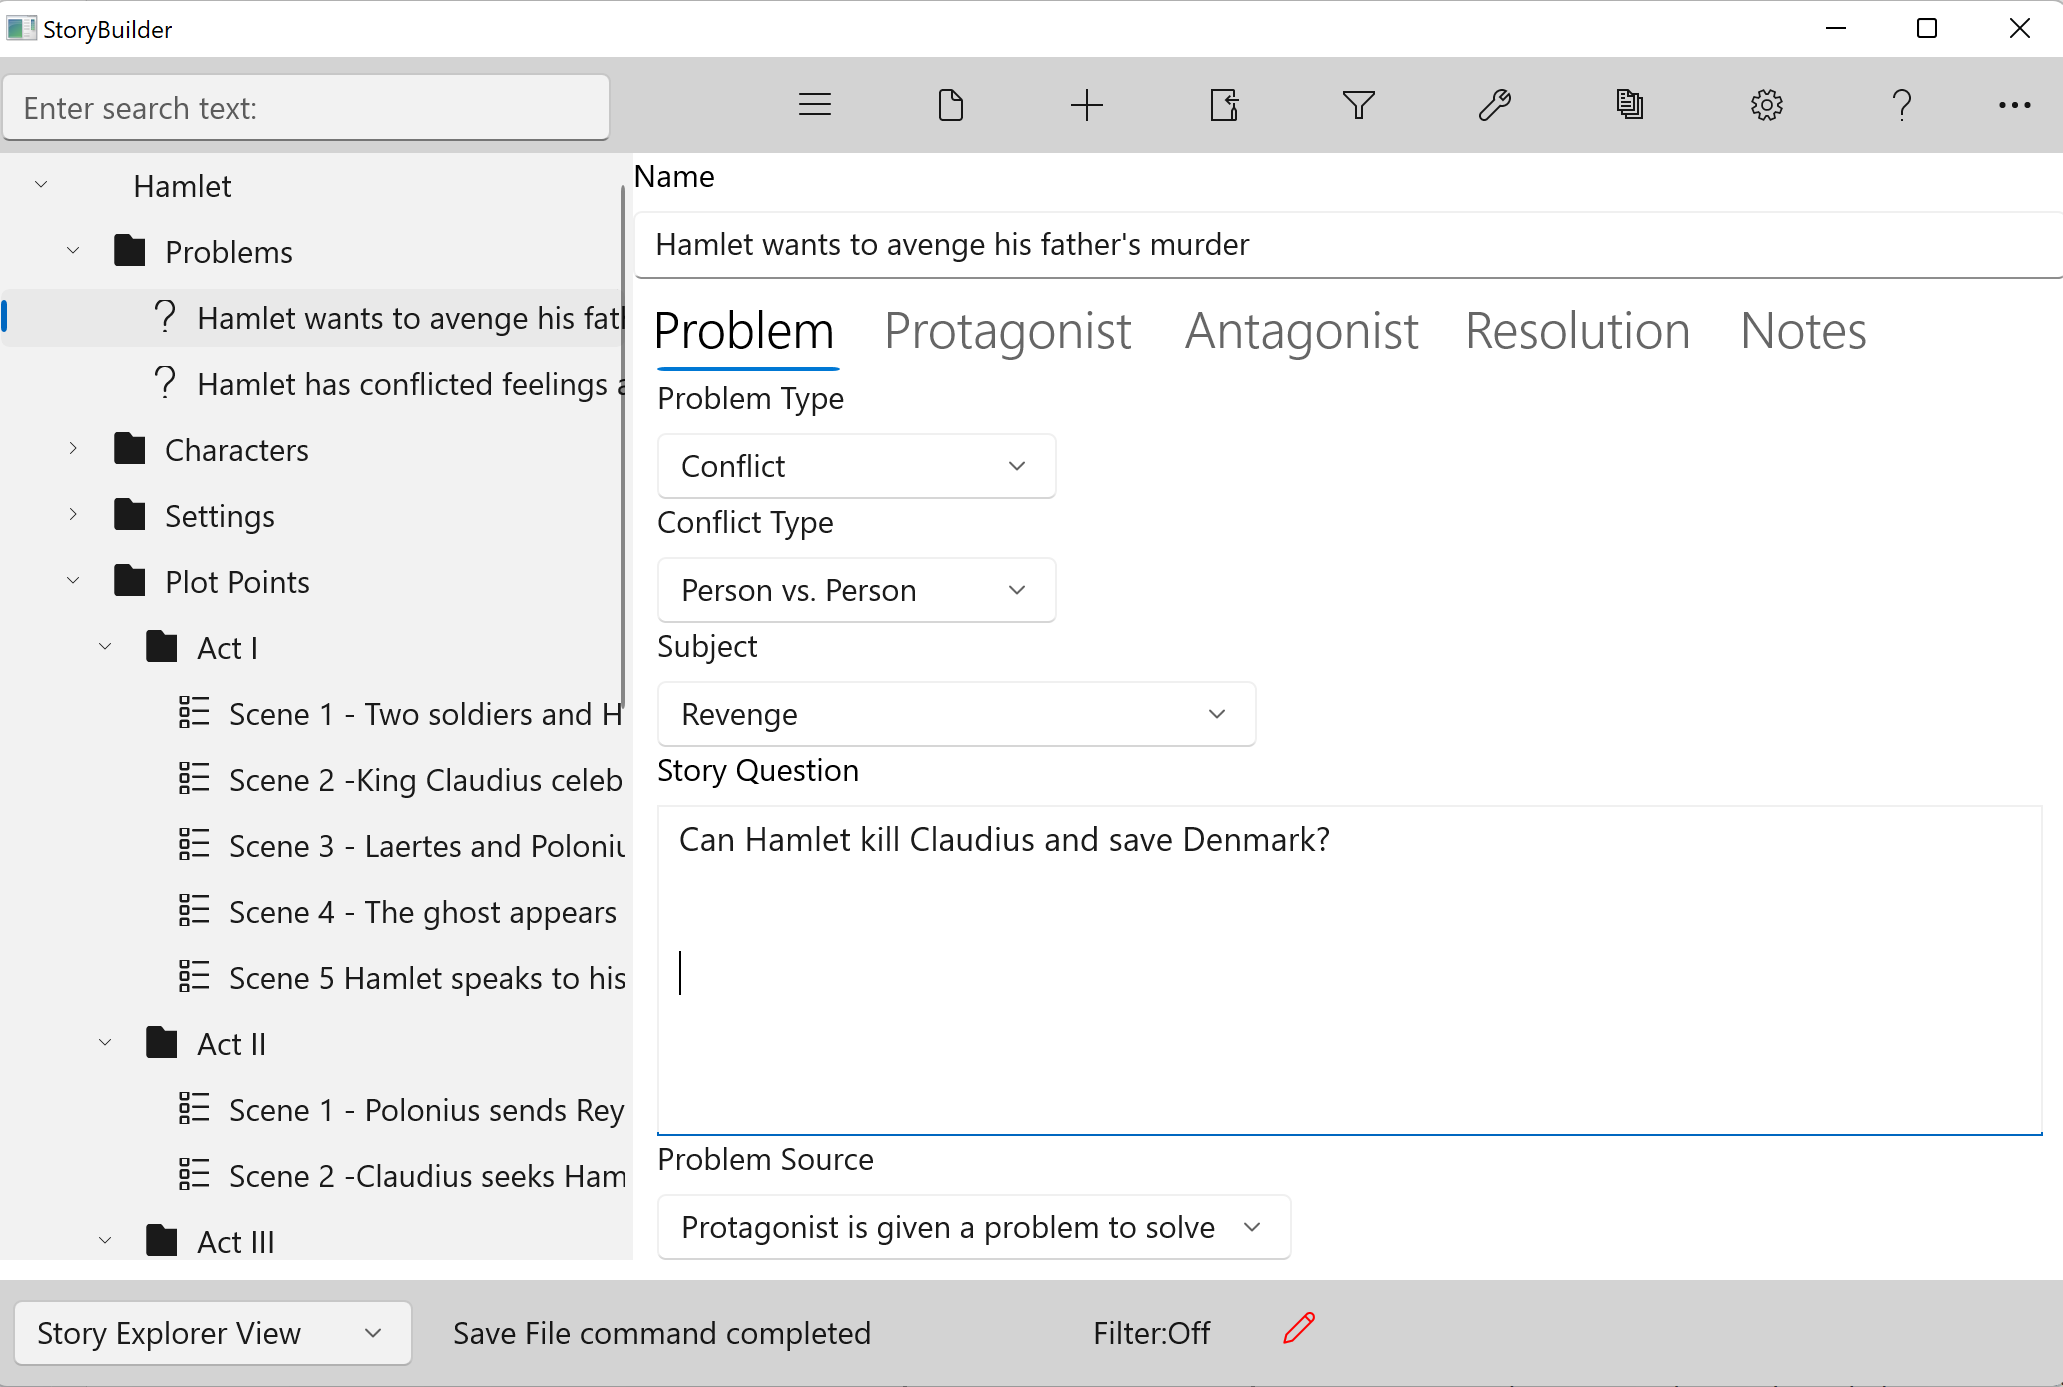 StoryBuilder
Enter search text:
Hamlet
Problems
Hamlet wants to avenge his
Hamlet has conflicted feelings
Characters
Settings
Plot Points
Act I
Scene 1 - Two soldiers and H
Scene 2 -King Claudius celeb
Scene 3 - Laertes and Poloniu
Scene 4 - The ghost appears
Scene 5 Hamlet speaks to his
Act II
Scene 1 - Polonius sends Rey
Scene 2 -Claudius seeks Ham
Act III
Name
Hamlet wants to avenge his father's murder
Problem Protagonist Antagonist Resolution Notes
Problem Type
Conflict
Conflict Type
Person vs. Person
Subject
Revenge
Story Question
Can Hamlet kill Claudius and save Denmark?
Problem Source
Protagonist is given a problem to solve
Story Explorer View
Save File command completed
Filter:Off